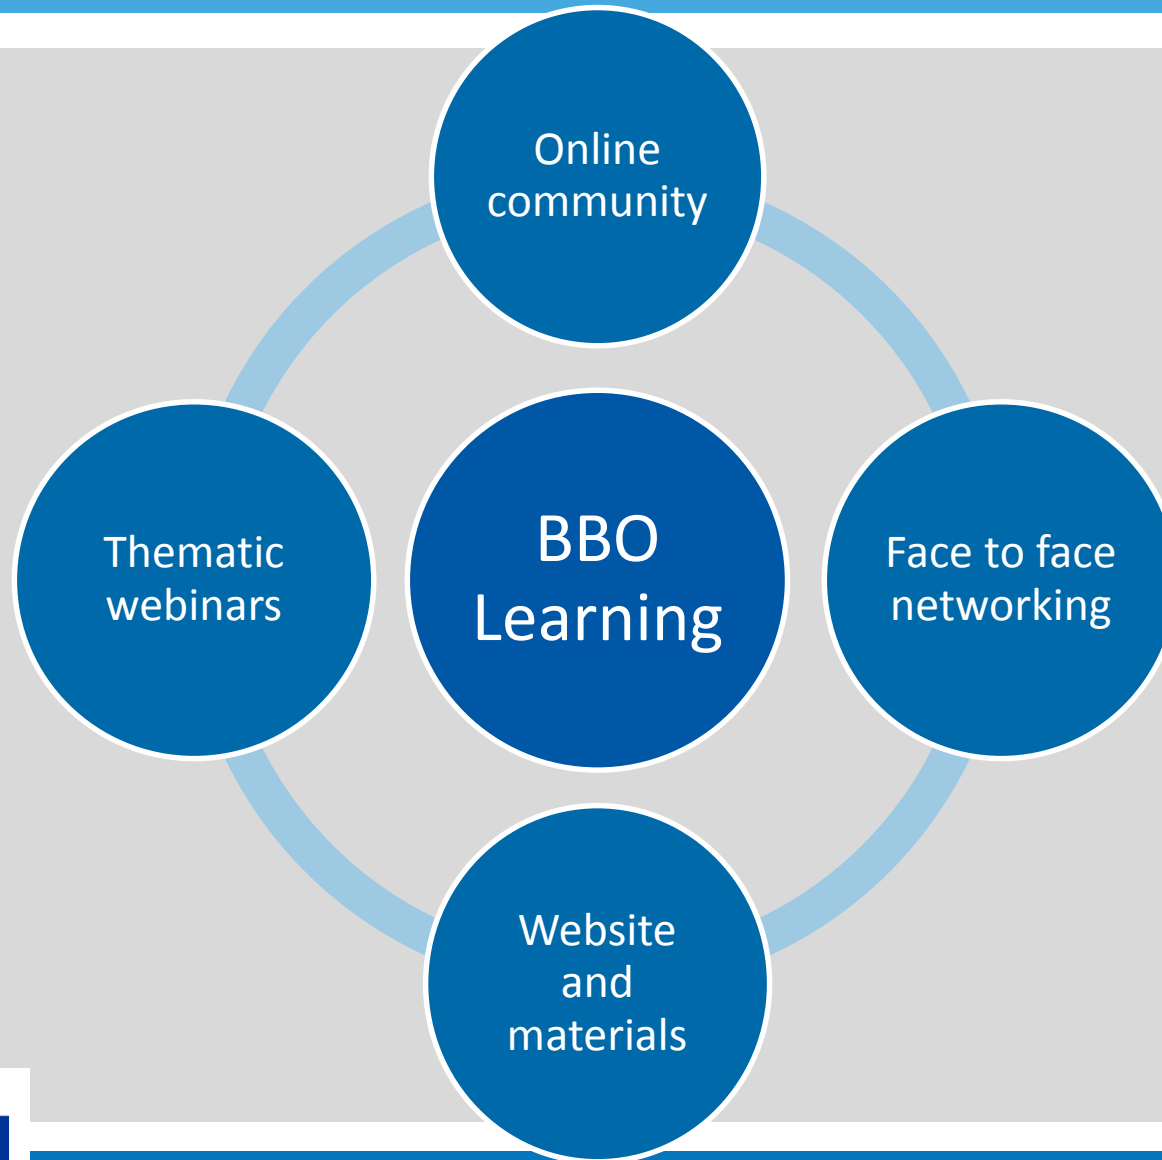 Online
community
Thematic
webinars
BBO
Learning
Face to face
networking
Website
and
materials